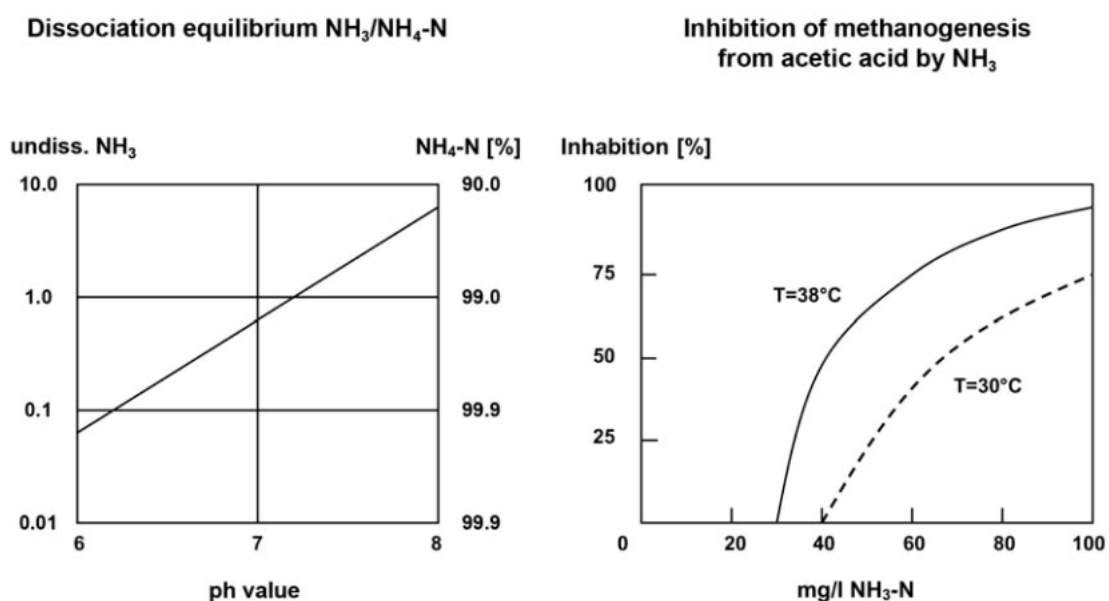 Dissociation equilibrium NH₃/NH₄-N
undiss. NH₃
NH₄-N [%]
10.0
1.0
0.1
0.01
90.0
99.0
99.9
99.9
6
7
8
ph value
Inhibition of methanogenesis
from acetic acid by NH₃
Inhabition [%]
100
75
50
25
T=38°C
T=30°C
0
20
40
60
80
100
mg/l NH₃-N